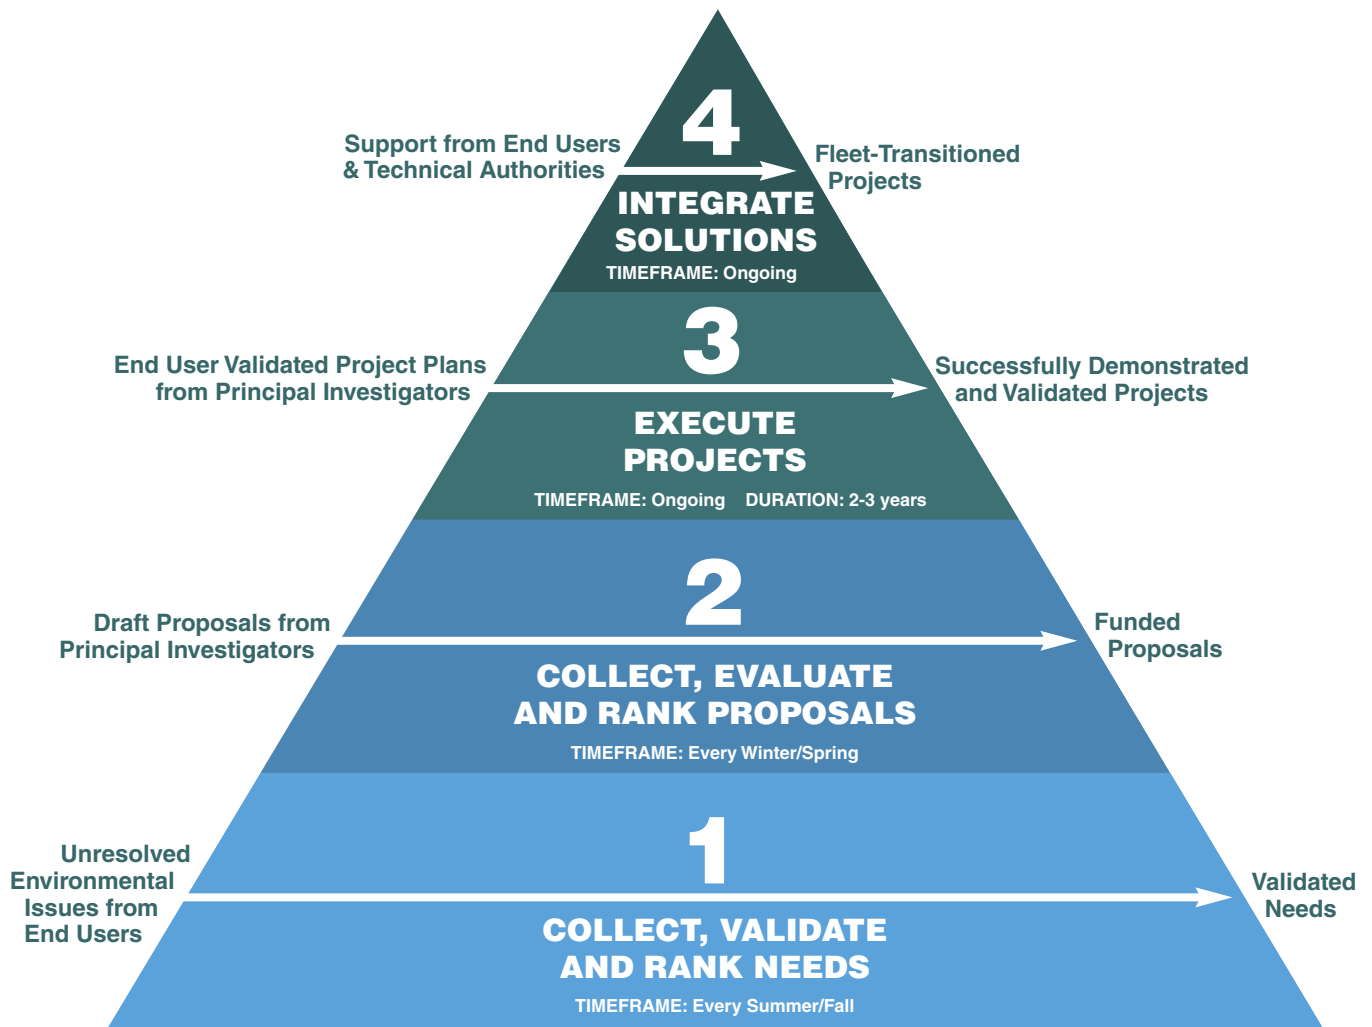 4
Support from End Users
& Technical Authorities
Fleet-Transitioned
Projects
INTEGRATE
SOLUTIONS
TIMEFRAME: Ongoing
3
End User Validated Project Plans
from Principal Investigators
Successfully Demonstrated
and Validated Projects
EXECUTE
PROJECTS
TIMEFRAME: Ongoing DURATION: 2-3 years
2
Draft Proposals from
Principal Investigators
Funded
Proposals
COLLECT, EVALUATE
AND RANK PROPOSALS
TIMEFRAME: Every Winter/Spring
1
Unresolved
Environmental
Issues from
End Users
Validated
Needs
COLLECT, VALIDATE
AND RANK NEEDS
TIMEFRAME: Every Summer/Fall